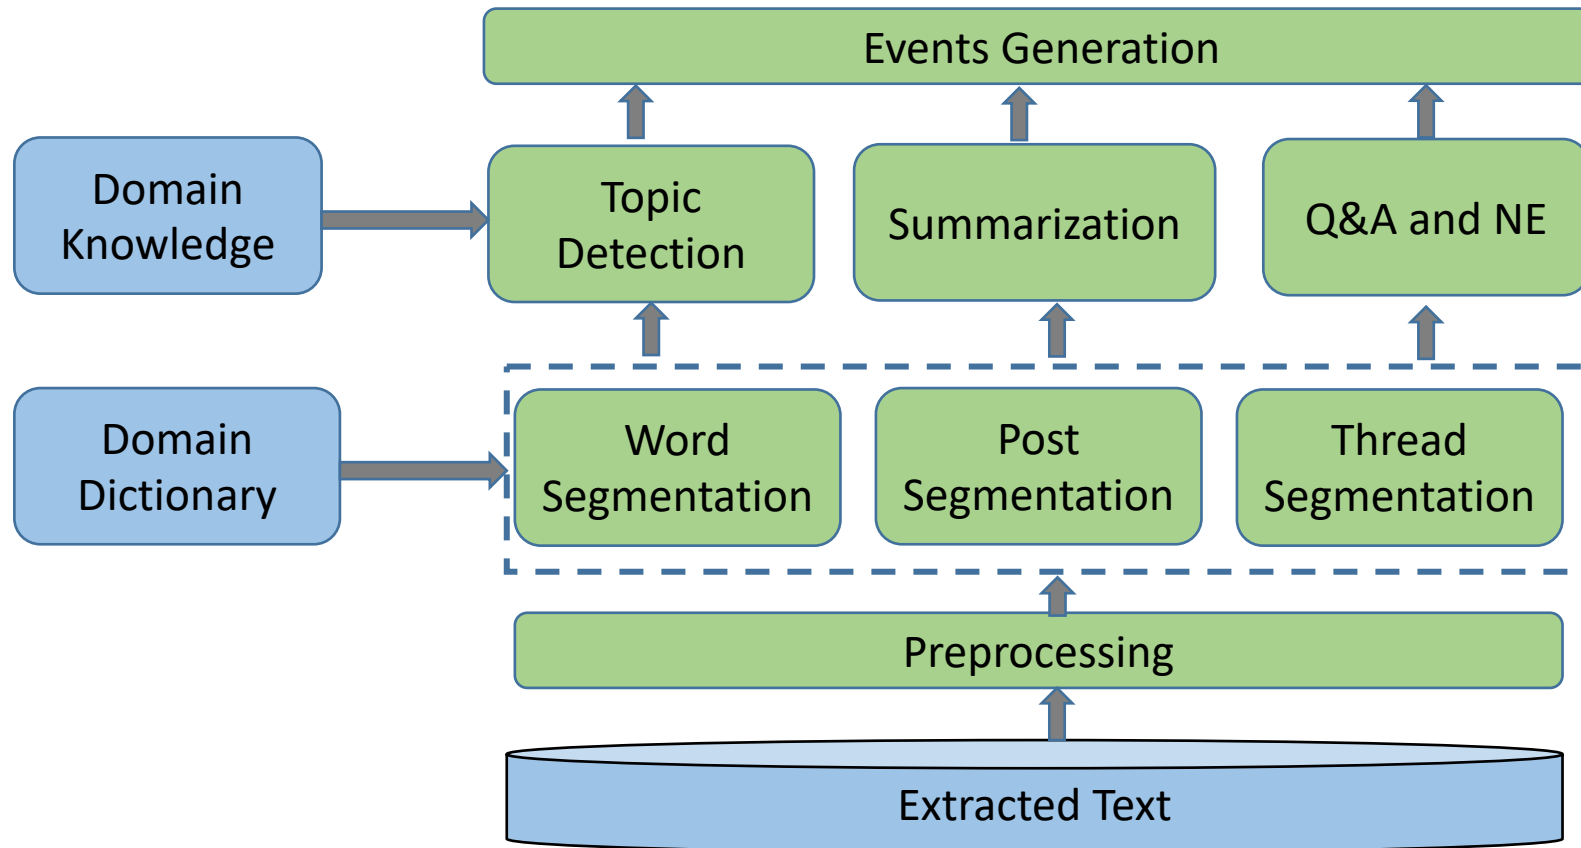 Events Generation
Domain
Knowledge
Topic
Detection
Summarization
Q&A and NE
Domain
Dictionary
Word
Segmentation
Post
Segmentation
Thread
Segmentation
Preprocessing
Extracted Text